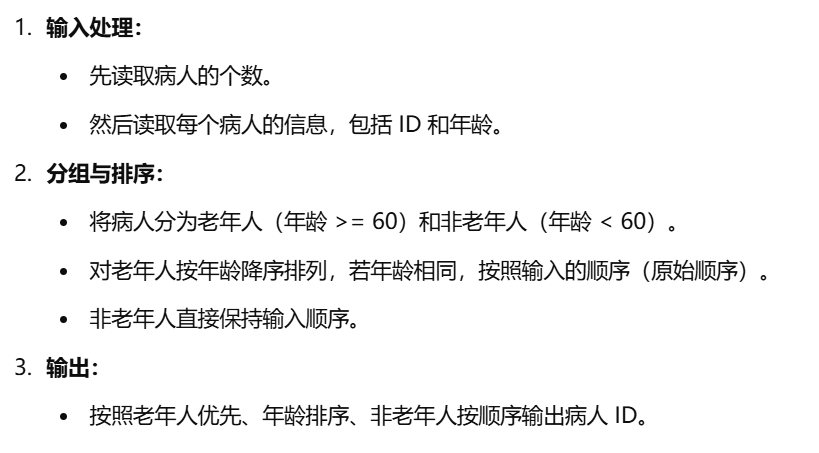 1. 输入处理：
• 先读取病人的个数。
• 然后读取每个病人的信息，包括 ID 和年龄。
2. 分组与排序：
• 将病人分为老年人（年龄 >= 60）和非老年人（年龄 < 60）。
• 对老年人按年龄降序排列，若年龄相同，按照输入的顺序（原始顺序）。
• 非老年人直接保持输入顺序。
3. 输出：
• 按照老年人优先、年龄排序、非老年人按顺序输出病人 ID。